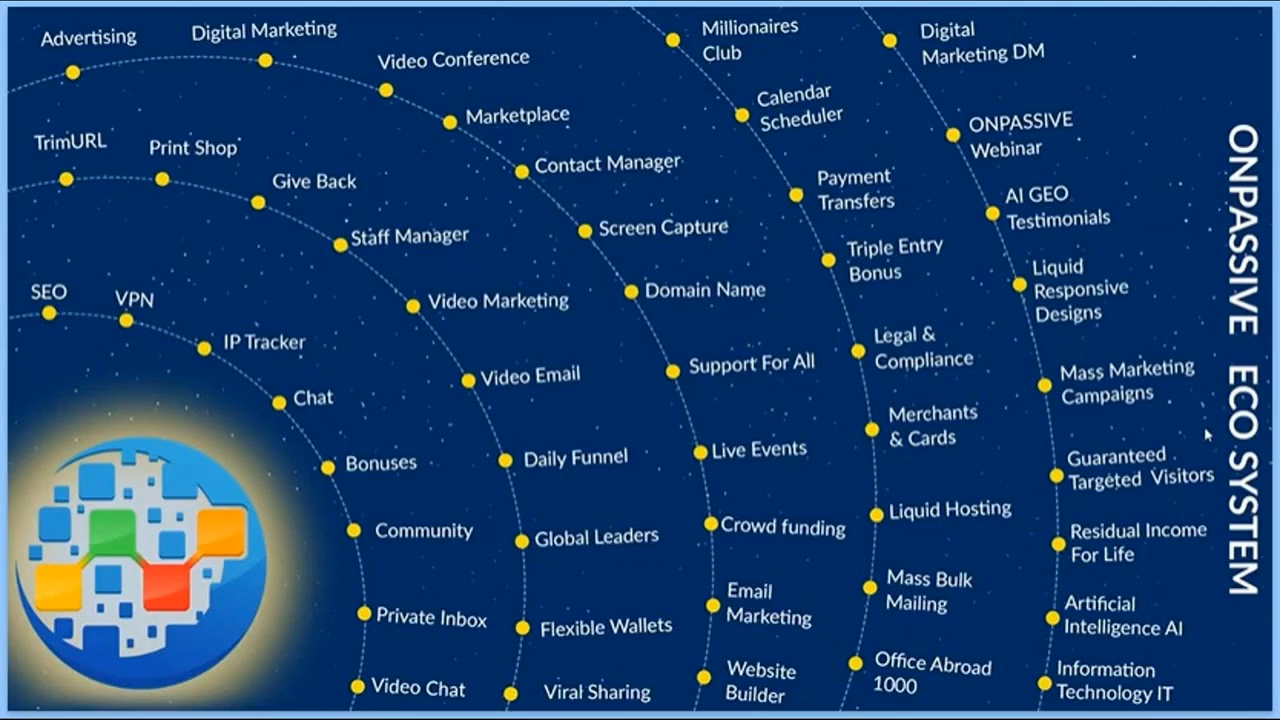 Advertising
Digital Marketing
Video Conference
Marketplace
Contact Manager
Screen Capture
Domain Name
Support For All
Live Events
Crowd funding
Email
Marketing
Website
Builder
TrimURL
Print Shop
Give Back
Staff Manager
Video Marketing
Video Email
Daily Funnel
Global Leaders
Flexible Wallets
Viral Sharing
SEO
VPN
IP Tracker
Chat
Bonuses
Community
Private Inbox
Video Chat
Millionaires
Club
Calendar
Scheduler
Payment
Transfers
Triple Entry
Bonus
Legal &
Compliance
Merchants
& Cards
Liquid Hosting
Mass Bulk
Mailing
Office Abroad
1000
Digital
Marketing DM
ONPASSIVE
Webinar
AI GEO
Testimonials
Liquid
Responsive
Designs
Mass Marketing
Campaigns
Guaranteed
Targeted Visitors
Residual Income
For Life
Artificial
Intelligence AI
Information
Technology IT
ONPASSIVE ECO SYSTEM